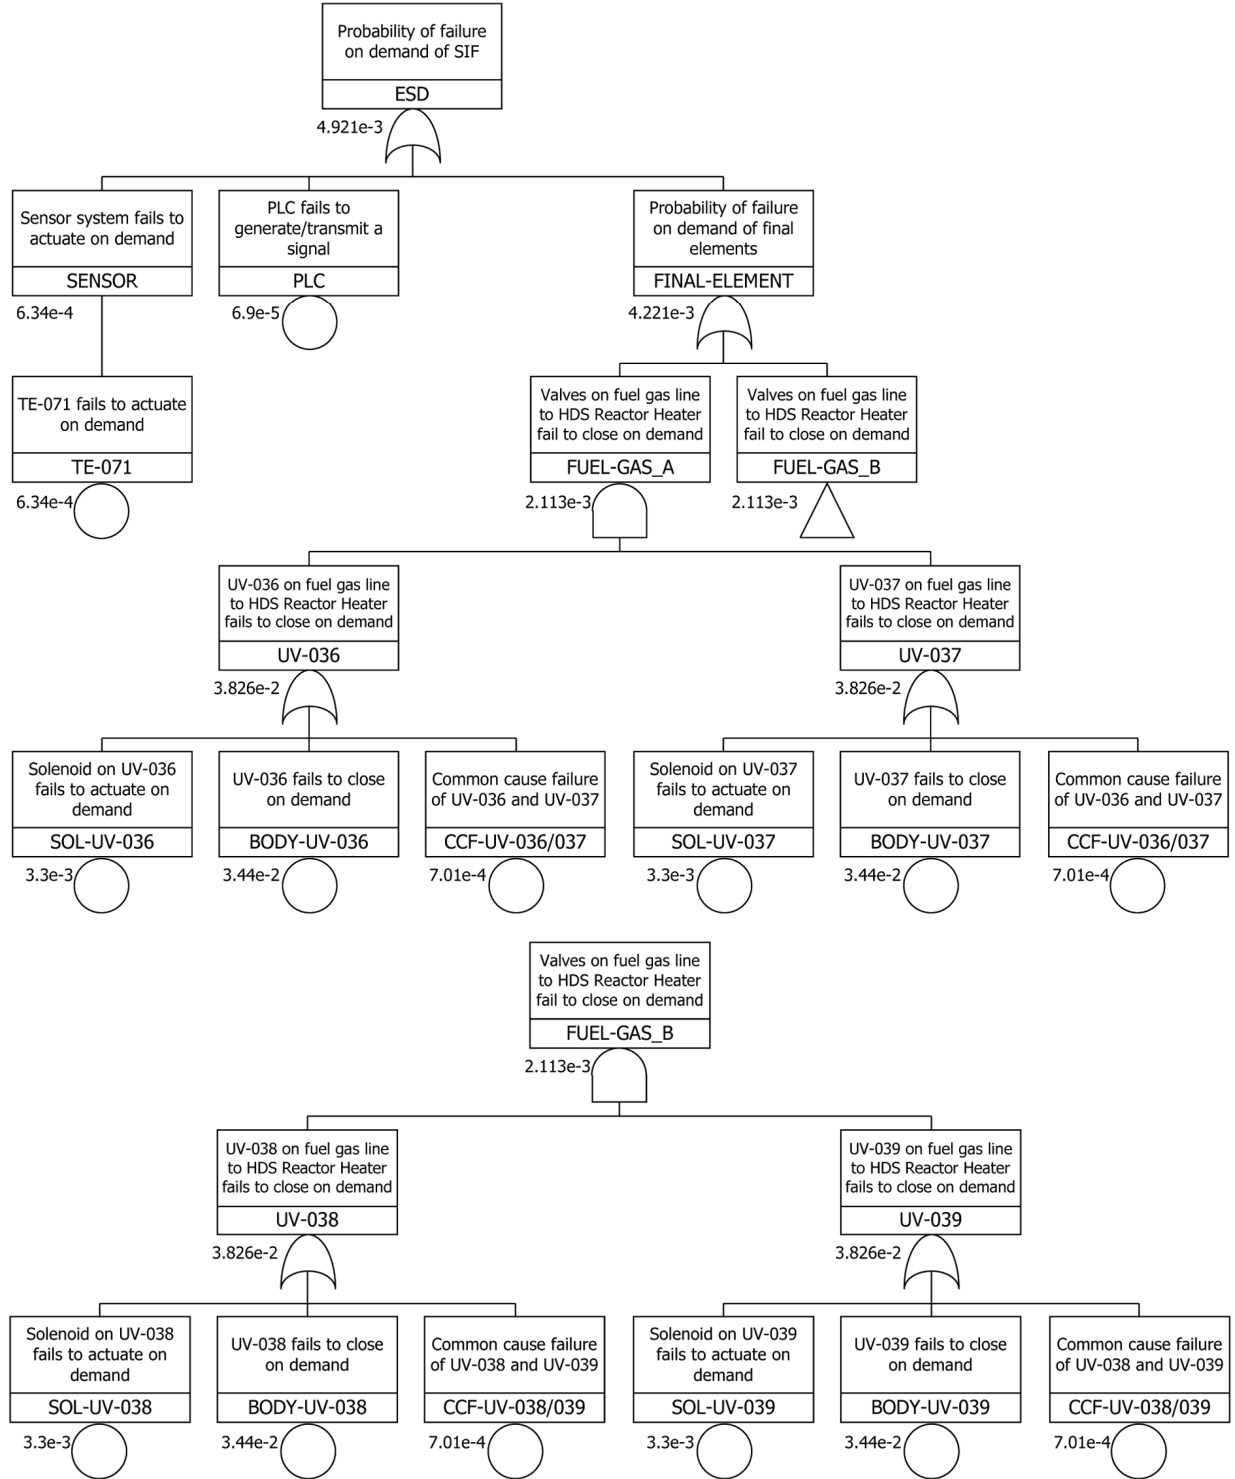 Probability of failure
on demand of SIF
ESD
4.921e-3
Sensor system fails to
actuate on demand
SENSOR
6.34e-4
PLC fails to
generate/transmit a
signal
PLC
6.9e-5
Probability of failure
on demand of final
elements
FINAL-ELEMENT
4.221e-3
TE-071 fails to actuate
on demand
TE-071
6.34e-4
Valves on fuel gas line
to HDS Reactor Heater
fail to close on demand
FUEL-GAS_A
2.113e-3
Valves on fuel gas line
to HDS Reactor Heater
fail to close on demand
FUEL-GAS_B
2.113e-3
UV-036 on fuel gas line
to HDS Reactor Heater
fails to close on demand
UV-036
3.826e-2
UV-037 on fuel gas line
to HDS Reactor Heater
fails to close on demand
UV-037
3.826e-2
Solenoid on UV-036
fails to actuate on
demand
SOL-UV-036
3.3e-3
UV-036 fails to close
on demand
BODY-UV-036
3.44e-2
Common cause failure
of UV-036 and UV-037
CCF-UV-036/037
7.01e-4
Solenoid on UV-037
fails to actuate on
demand
SOL-UV-037
3.3e-3
UV-037 fails to close
on demand
BODY-UV-037
3.44e-2
Common cause failure
of UV-036 and UV-037
CCF-UV-036/037
7.01e-4
Valves on fuel gas line
to HDS Reactor Heater
fail to close on demand
FUEL-GAS_B
2.113e-3
UV-038 on fuel gas line
to HDS Reactor Heater
fails to close on demand
UV-038
3.826e-2
UV-039 on fuel gas line
to HDS Reactor Heater
fails to close on demand
UV-039
3.826e-2
Solenoid on UV-038
fails to actuate on
demand
SOL-UV-038
3.3e-3
UV-038 fails to close
on demand
BODY-UV-038
3.44e-2
Common cause failure
of UV-038 and UV-039
CCF-UV-038/039
7.01e-4
Solenoid on UV-039
fails to actuate on
demand
SOL-UV-039
3.3e-3
UV-039 fails to close
on demand
BODY-UV-039
3.44e-2
Common cause failure
of UV-038 and UV-039
CCF-UV-038/039
7.01e-4